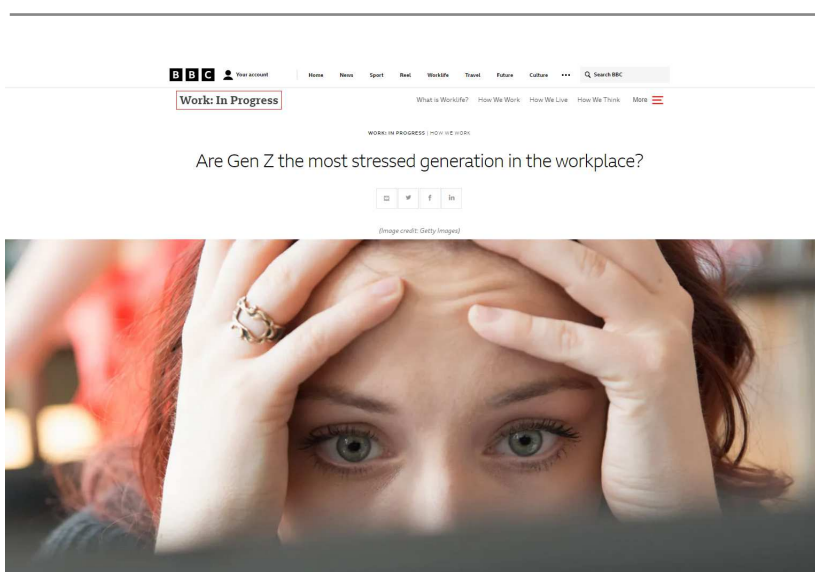 BBC Your account Home News Sport Reel Worklife Travel Future Culture ••• Search BBC
Work: In Progress What is Worklife? How We Work How We Live How We Think More
WORK: IN PROGRESS | HOW WE WORK
Are Gen Z the most stressed generation in the workplace?
f in
(Image credit: Getty Images)